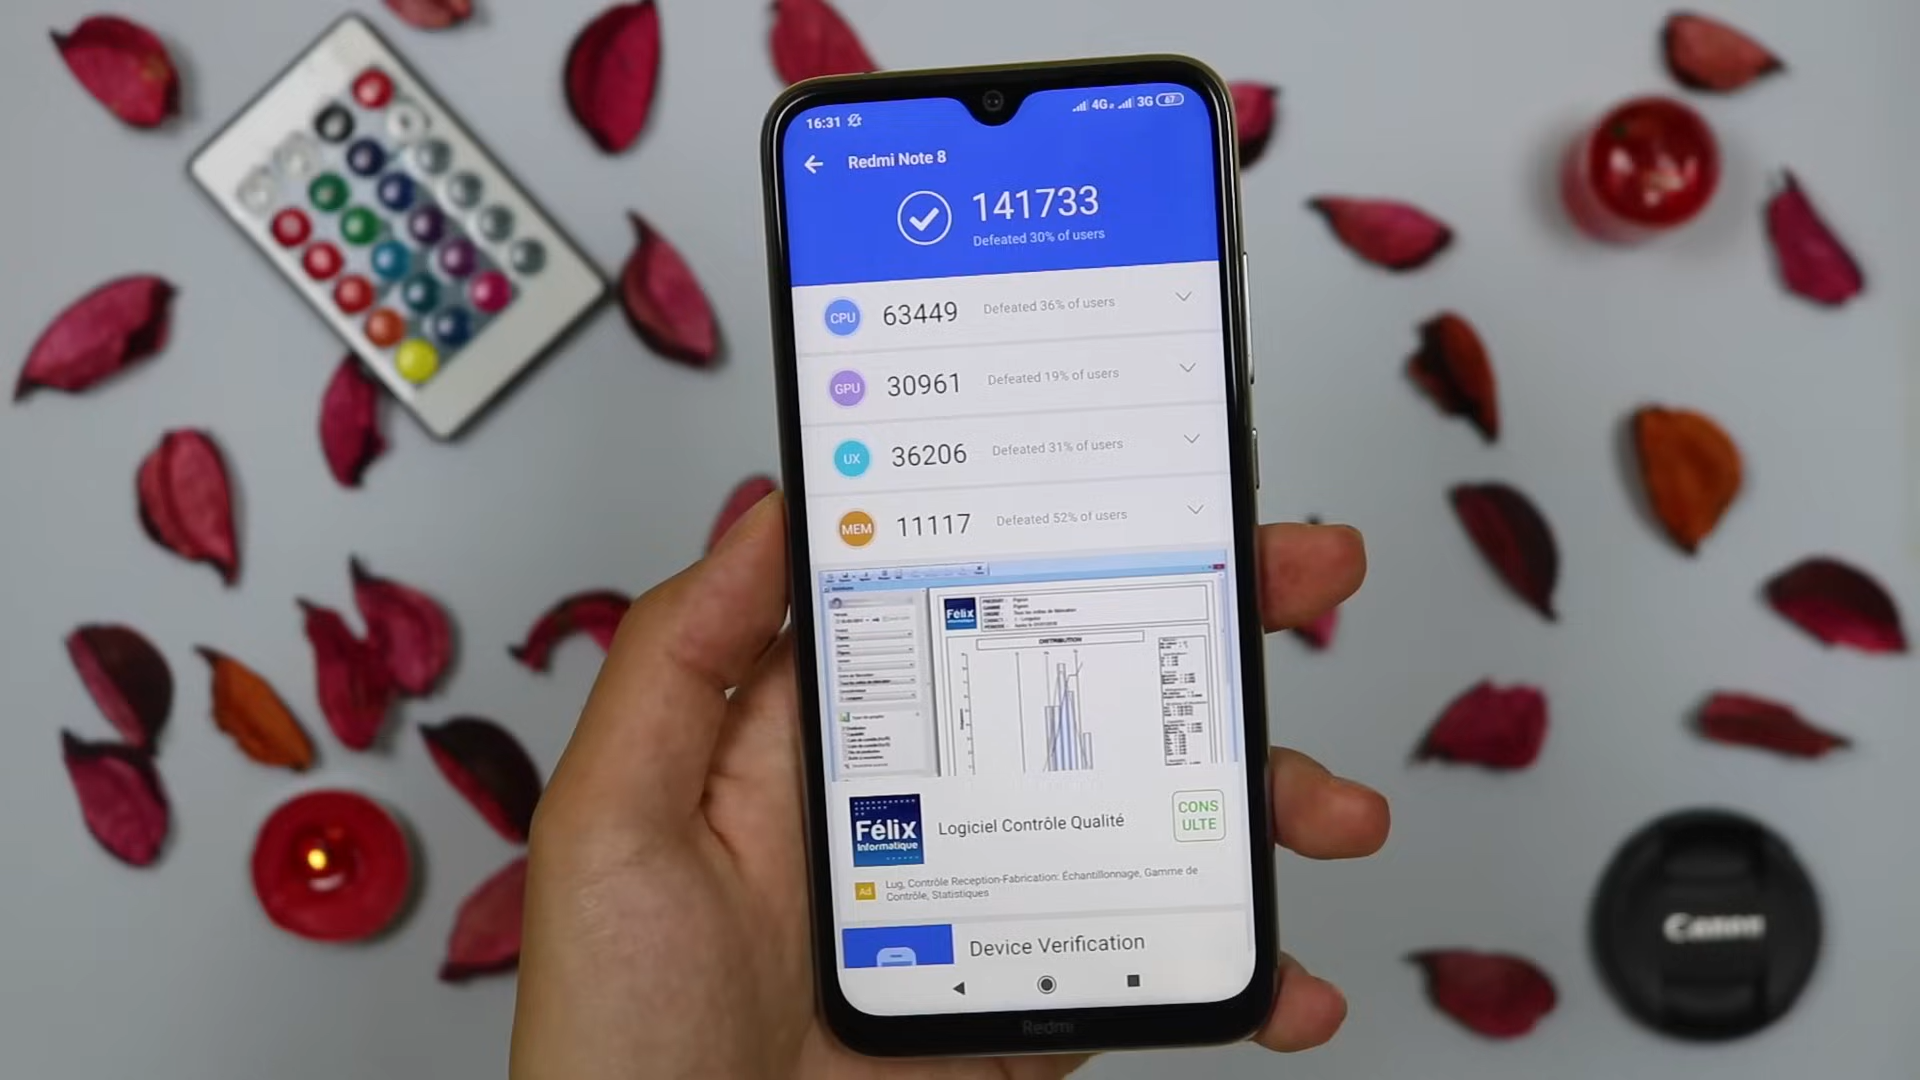 16:31
4G
3G
67
Redmi Note 8
141733
Defeated 30% of users
CPU 63449 Defeated 36% of users
GPU 30961 Defeated 19% of users
UX 36206 Defeated 31% of users
MEM 11117 Defeated 52% of users
Félix
DISTRIBUTION
Félix
Informatique
Logiciel Contrôle Qualité
CONS
ULTE
Ad
Lug, Contrôle Reception-Fabrication: Échantillonnage, Gamme de
Contrôle, Statistiques
Device Verification
Redmi
Canon